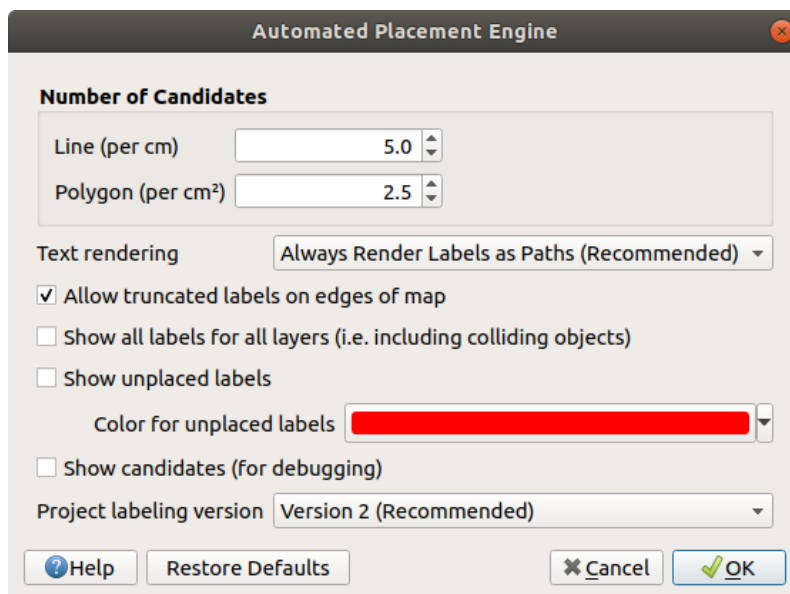 Automated Placement Engine
Number of Candidates
Line (per cm) 5.0
Polygon (per cm²) 2.5
Text rendering Always Render Labels as Paths (Recommended)
Allow truncated labels on edges of map
Show all labels for all layers (i.e. including colliding objects)
Show unplaced labels
Color for unplaced labels
Show candidates (for debugging)
Project labeling version Version 2 (Recommended)
Help Restore Defaults Cancel OK